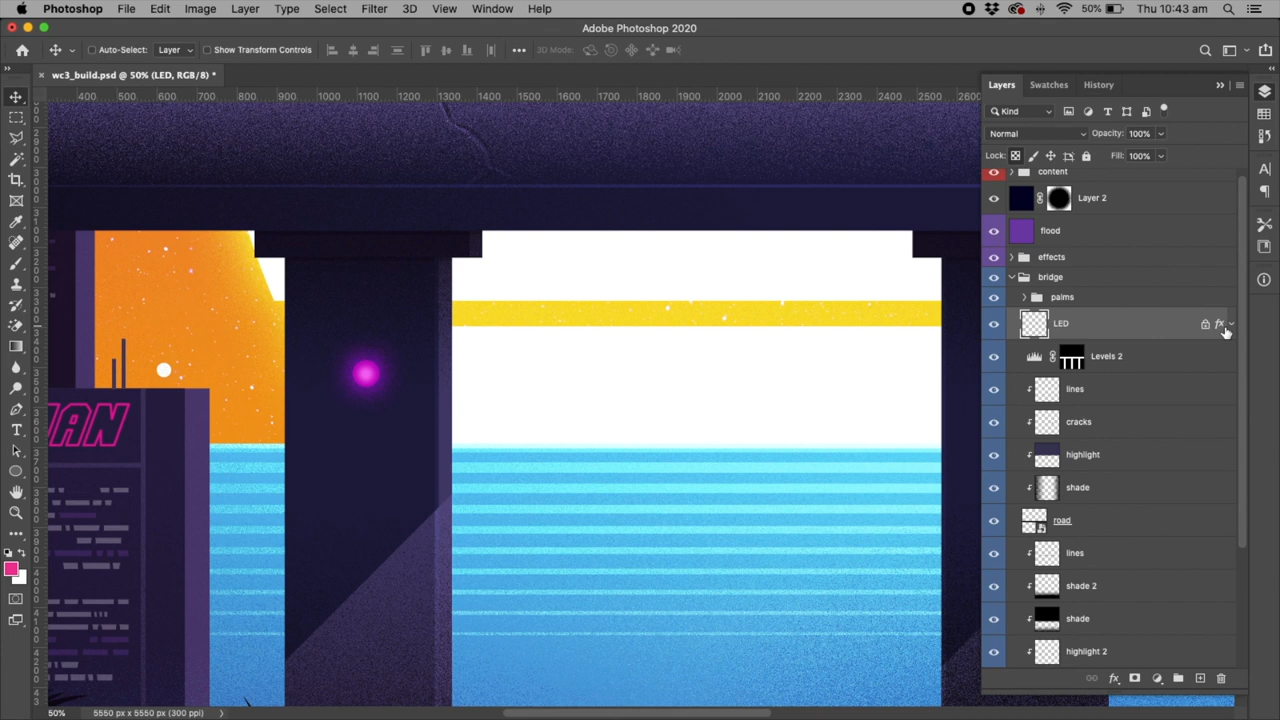 Photoshop File Edit Image Layer Type Select Filter 3D View Window Help 50% Thu 10:43 am
Adobe Photoshop 2020
Auto-Select: Layer Show Transform Controls 3D Mode:
wc3_build.psd @ 50% (LED, RGB/8) *
Layers Swatches History
400 500 600 700 800 900 1000 1100 1200 1300 1400 1500 1600 1700 1800 1900 2000 2100 2200 2300 2400 2500 2600
Kind
Normal Opacity: 100%
Lock: Fill: 100%
content
Layer 2
flood
effects
bridge
palms
LED fx
Levels 2
lines
cracks
highlight
shade
road
lines
shade 2
shade
highlight 2
fx
50% 5550 px x 5550 px (300 ppi)